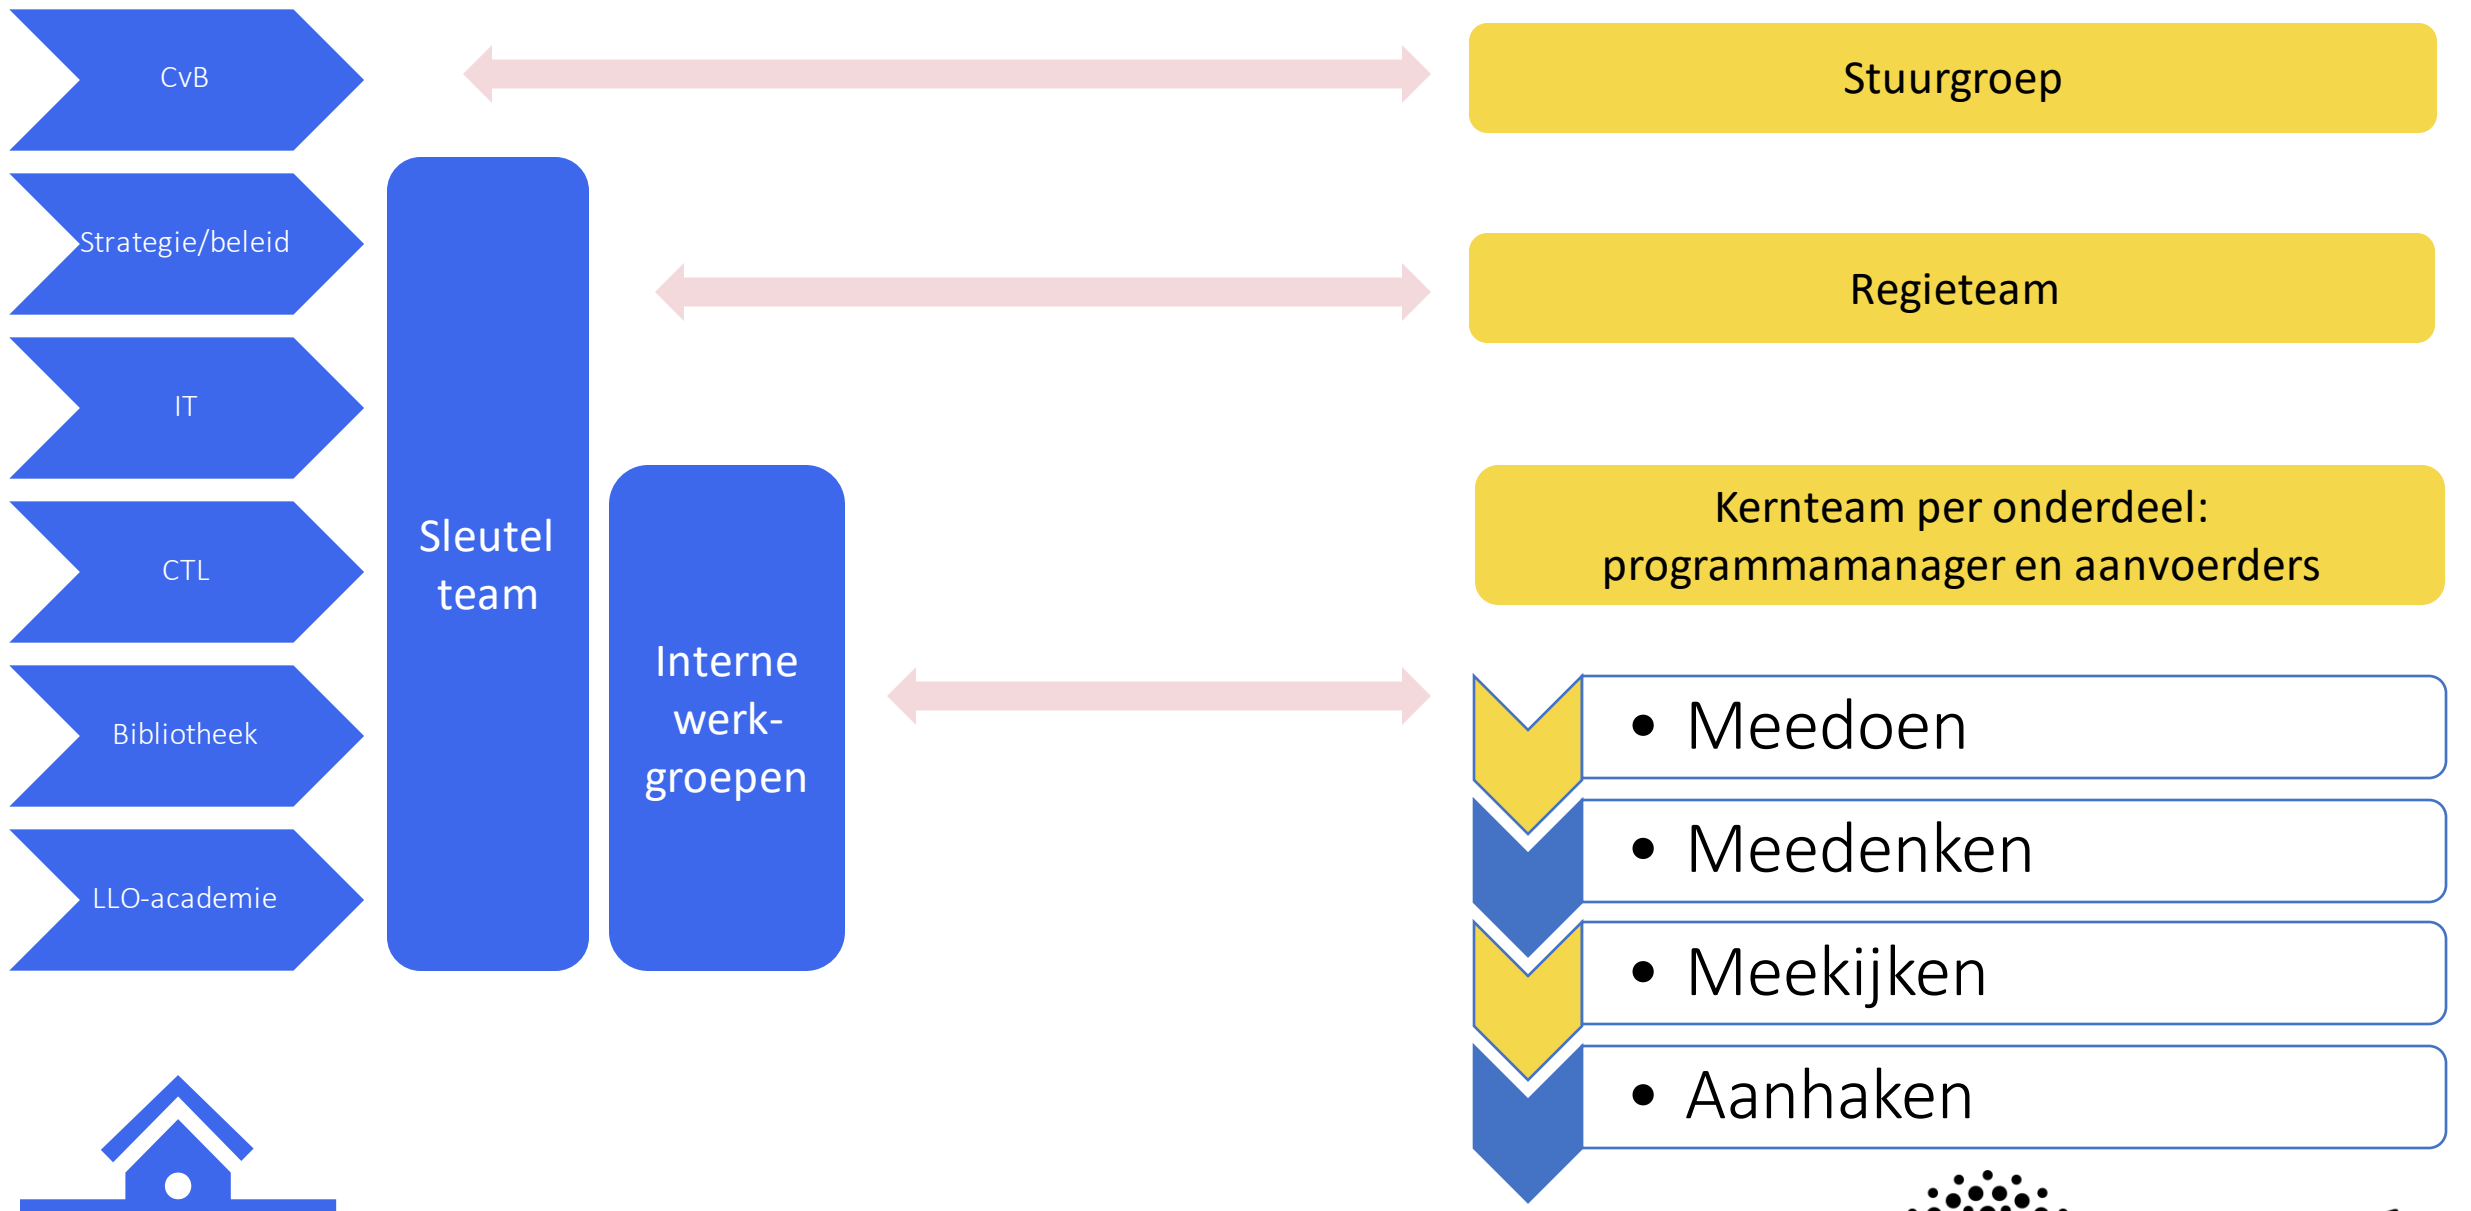 CvB
Strategie/beleid
IT
CTL
Bibliotheek
LLO-academie
Sleutel
team
Interne
werk-
groepen
Stuurgroep
Regieteam
Kernteam per onderdeel:
programmamanager en aanvoerders
• Meedoen
• Meedenken
• Meekijken
• Aanhaken